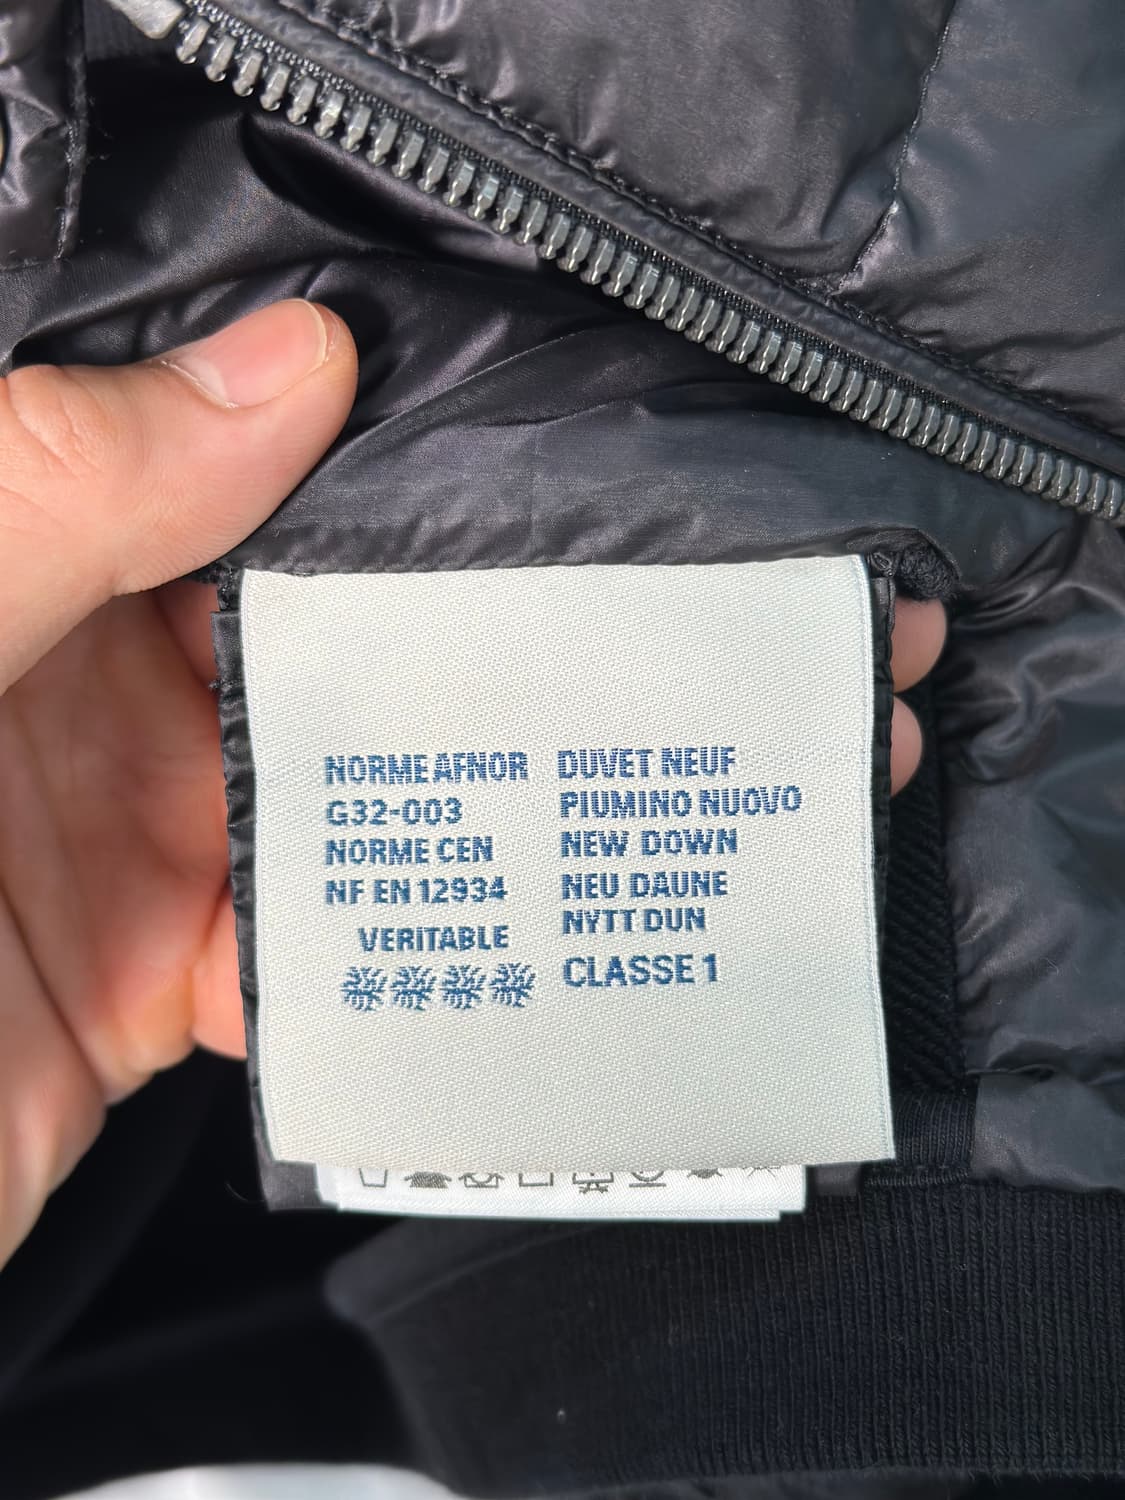 NORME AFNOR
G32-003
NORME CEN
NF EN 12934
VERITABLE
DUVET NEUF
PIUMINO NUOVO
NEW DOWN
NEU DAUNE
NYTT DUN
CLASSE 1